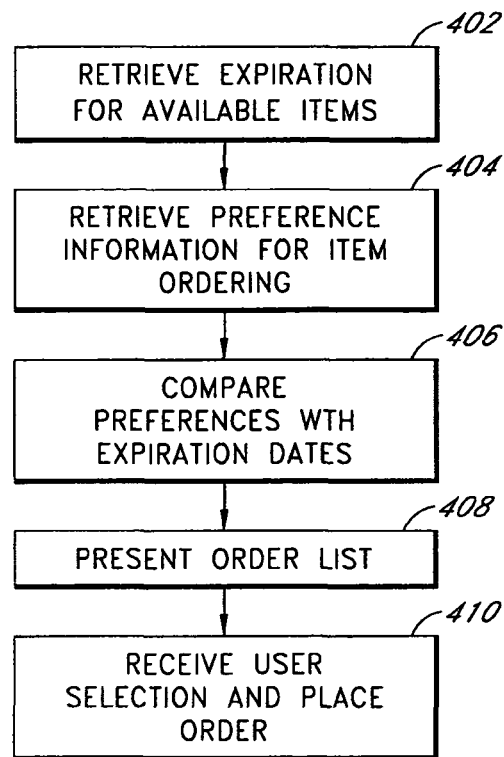 402
RETRIEVE EXPIRATION
FOR AVAILABLE ITEMS
404
RETRIEVE PREFERENCE
INFORMATION FOR ITEM
ORDERING
406
COMPARE
PREFERENCES WTH
EXPIRATION DATES
408
PRESENT ORDER LIST
410
RECEIVE USER
SELECTION AND PLACE
ORDER